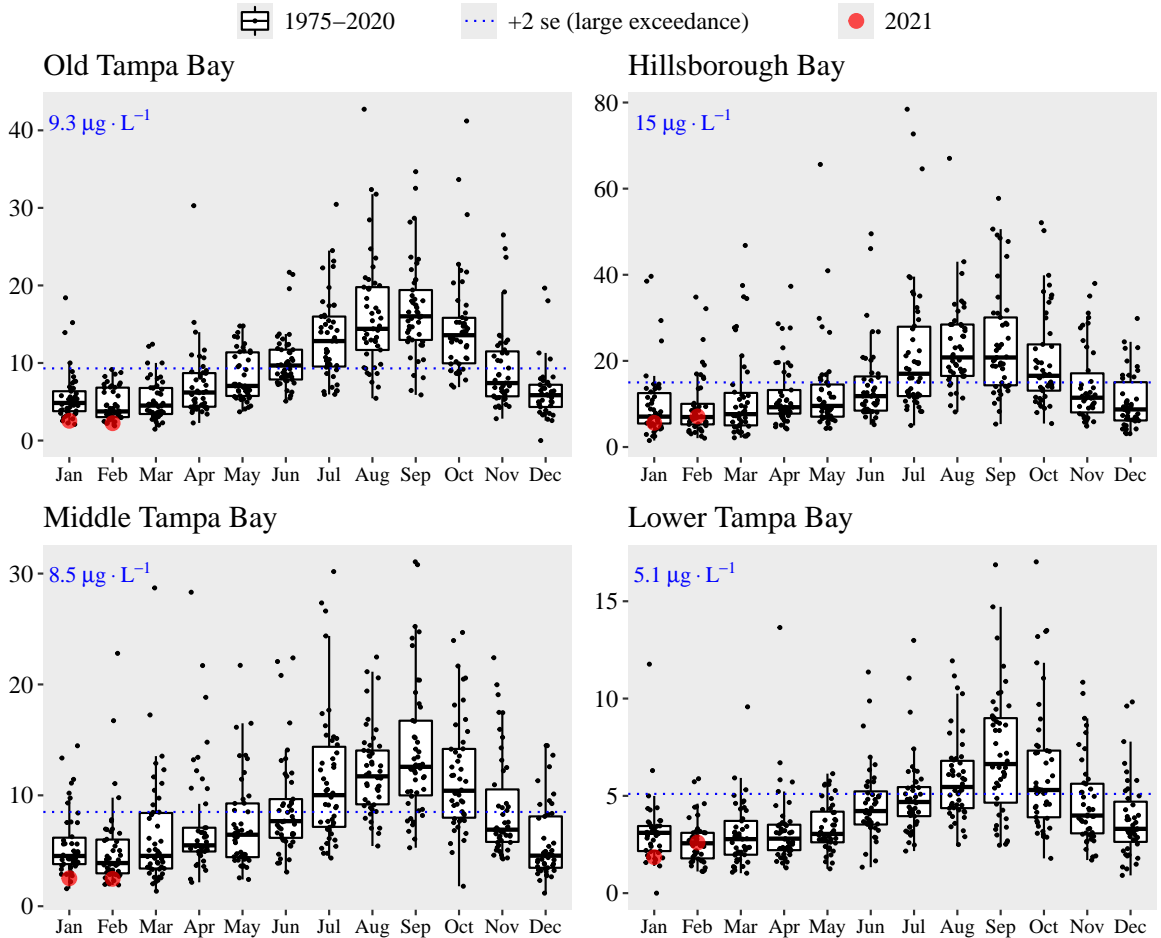 1975−2020 +2 se (large exceedance) 2021
Old Tampa Bay Hillsborough Bay
9.3 μg · L⁻¹ 15 μg · L⁻¹
40 80
30 60
20 40
10 20
0 0
Jan Feb Mar Apr May Jun Jul Aug Sep Oct Nov Dec Jan Feb Mar Apr May Jun Jul Aug Sep Oct Nov Dec
Middle Tampa Bay Lower Tampa Bay
8.5 μg · L⁻¹ 5.1 μg · L⁻¹
30 15
20 10
10 5
0 0
Jan Feb Mar Apr May Jun Jul Aug Sep Oct Nov Dec Jan Feb Mar Apr May Jun Jul Aug Sep Oct Nov Dec